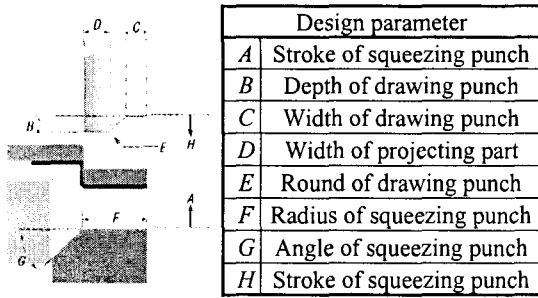 D
C
B
E
H
A
F
G
Design parameter
A Stroke of squeezing punch
B Depth of drawing punch
C Width of drawing punch
D Width of projecting part
E Round of drawing punch
F Radius of squeezing punch
G Angle of squeezing punch
H Stroke of squeezing punch